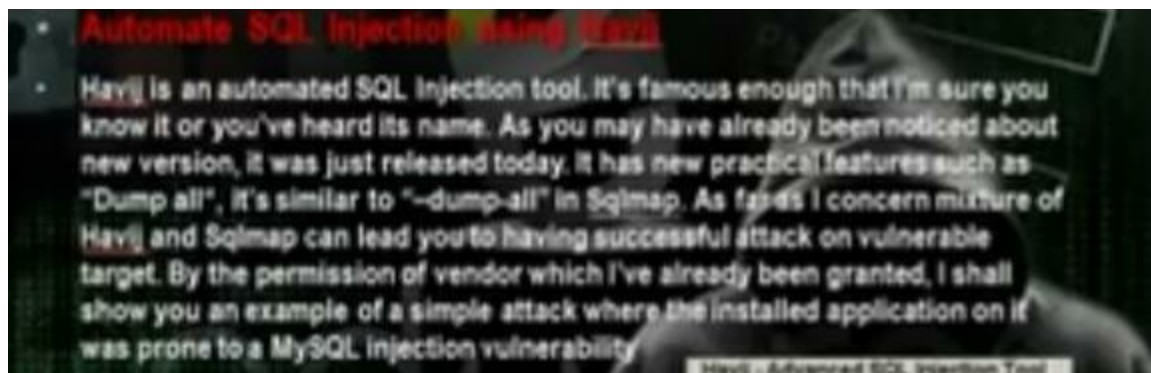 Automate SQL Injection using Havij
Havij is an automated SQL Injection tool. It's famous enough that I'm sure you
know it or you've heard its name. As you may have already been noticed about
new version, it was just released today. It has new practical features such as
"Dump all", it's similar to "–dump-all" in Sqlmap. As far as I concern mixture of
Havij and Sqlmap can lead you to having successful attack on vulnerable
target. By the permission of vendor which I've already been granted, I shall
show you an example of a simple attack where the installed application on it
was prone to a MySQL injection vulnerability
Havij - Advanced SQL Injection Tool